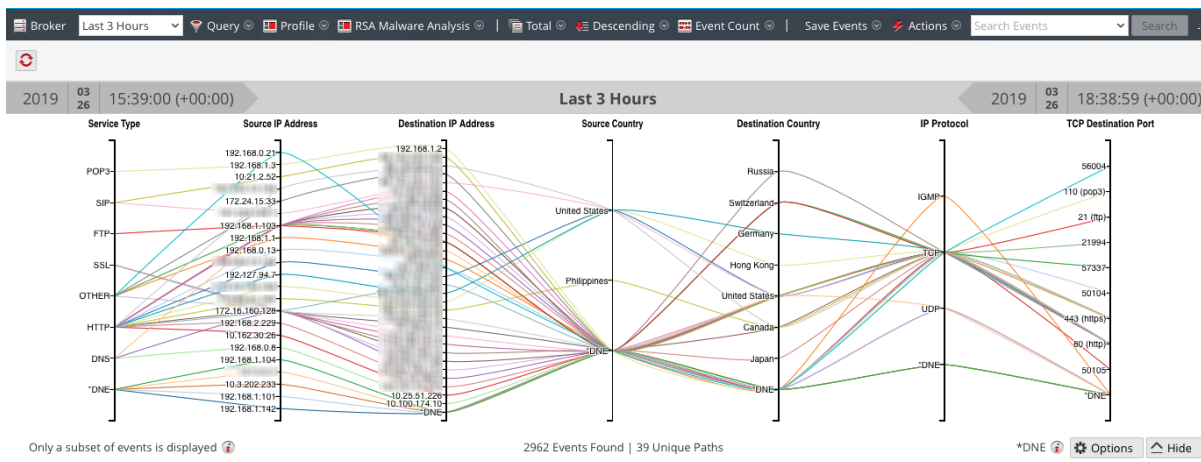 Broker Last 3 Hours Query Profile RSA Malware Analysis | Total Descending Event Count | Save Events Actions Search Events Search
2019 03 26 15:39:00 (+00:00) Last 3 Hours 2019 03 26 18:38:59 (+00:00)
Service Type Source IP Address Destination IP Address Source Country Destination Country IP Protocol TCP Destination Port
POP3
SIP
FTP
SSL
OTHER
HTTP
DNS
*DNE
192.168.0.21
192.168.1.3
10.21.2.52
172.24.15.33
192.168.1.103
192.168.1.1
192.168.0.13
192.127.94.7
172.16.160.128
192.168.2.229
10.162.30.26
192.168.0.8
192.168.1.104
10.3.202.233
192.168.1.101
192.168.1.142
192.168.1.2
10.25.51.226
10.100.174.10
*DNE
United States
Philippines
*DNE
Russia
Switzerland
Germany
Hong Kong
United States
Canada
Japan
*DNE
IGMP
TCP
UDP
*DNE
56004
110 (pop3)
21 (ftp)
21994
57337
50104
443 (https)
80 (http)
50105
*DNE
Only a subset of events is displayed 2962 Events Found | 39 Unique Paths *DNE Options Hide